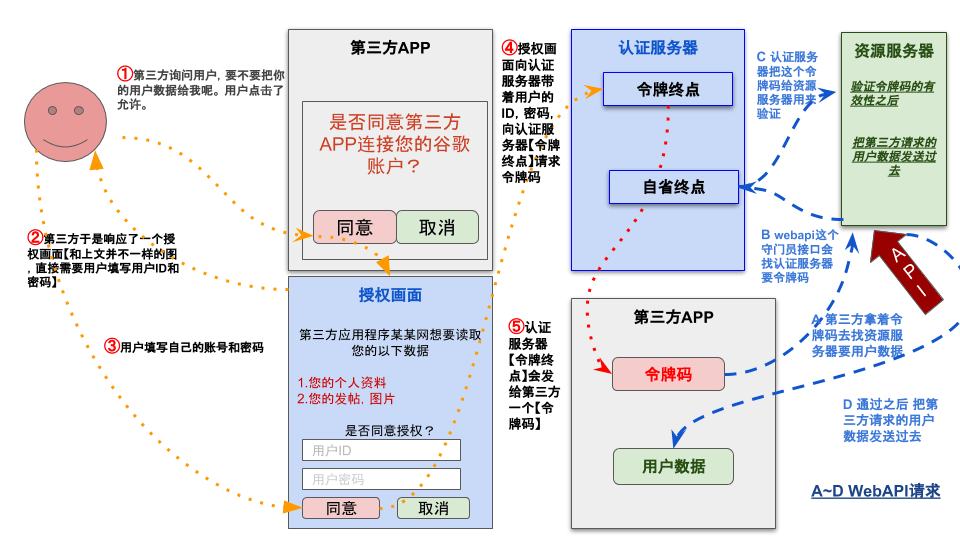 ①第三方询问用户, 要不要把你
的用户数据给我呢。用户点击了
允许。
第三方APP
是否同意第三方
APP连接您的谷歌
账户？
同意
取消
②第三方于是响应了一个授
权画面【和上文并不一样的图
, 直接需要用户填写用户ID和
密码】
③用户填写自己的账号和密码
授权画面
第三方应用程序某某网想要读取
您的以下数据
1.您的个人资料
2.您的发帖, 图片
是否同意授权？
用户ID
用户密码
同意
取消
④授权画
面向认证
服务器带
着用户的
ID, 密码,
向认证服
务器【令牌
终点】请求
令牌码
认证服务器
令牌终点
自省终点
⑤认证
服务器
【令牌终
点】会发
给第三方
一个【令
牌码】
第三方APP
令牌码
用户数据
C 认证服务
器把这个令
牌码给资源
服务器用来
验证
资源服务器
验证令牌码的有
效性之后
把第三方请求的
用户数据发送过
去
B webapi这个
守门员接口会
找认证服务器
要令牌码
API
A 第三方拿着令
牌码去找资源服
务器要用户数据
D 通过之后 把第
三方请求的用户
数据发送过去
A~D WebAPI请求